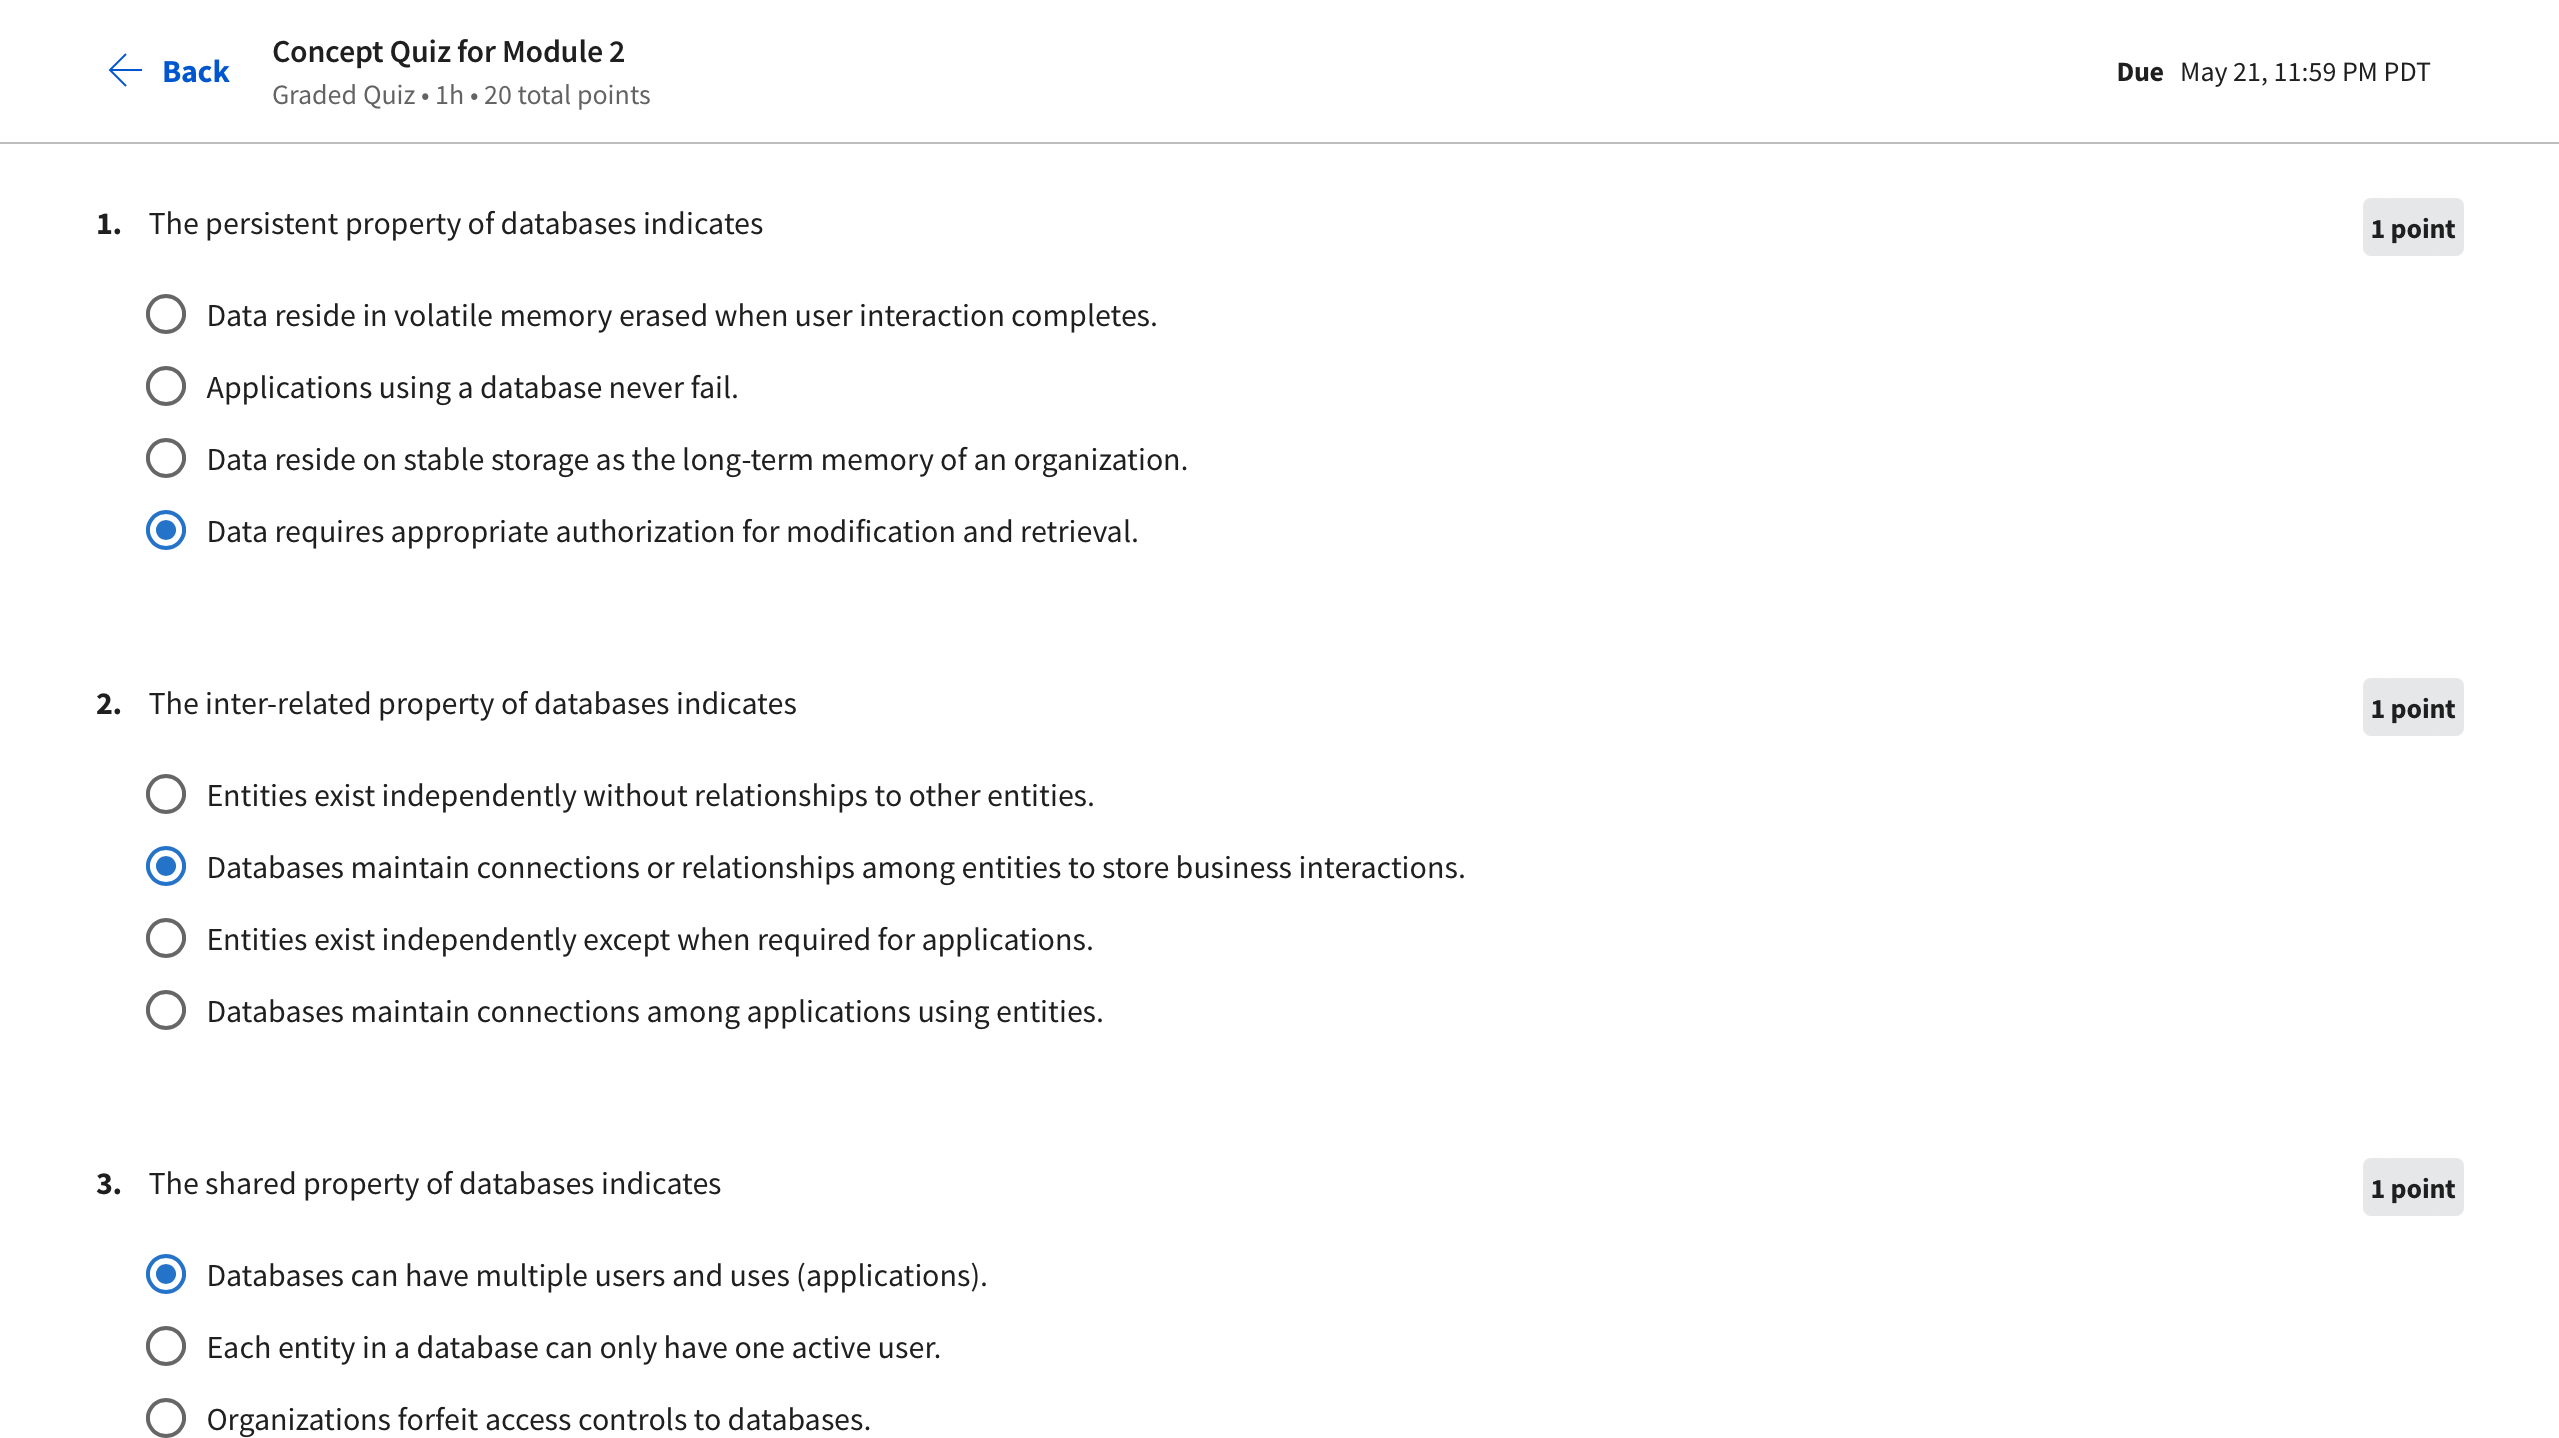 Back
Concept Quiz for Module 2
Graded Quiz • 1h • 20 total points
Due May 21, 11:59 PM PDT
1. The persistent property of databases indicates
1 point
Data reside in volatile memory erased when user interaction completes.
Applications using a database never fail.
Data reside on stable storage as the long-term memory of an organization.
Data requires appropriate authorization for modification and retrieval.
2. The inter-related property of databases indicates
1 point
Entities exist independently without relationships to other entities.
Databases maintain connections or relationships among entities to store business interactions.
Entities exist independently except when required for applications.
Databases maintain connections among applications using entities.
3. The shared property of databases indicates
1 point
Databases can have multiple users and uses (applications).
Each entity in a database can only have one active user.
Organizations forfeit access controls to databases.